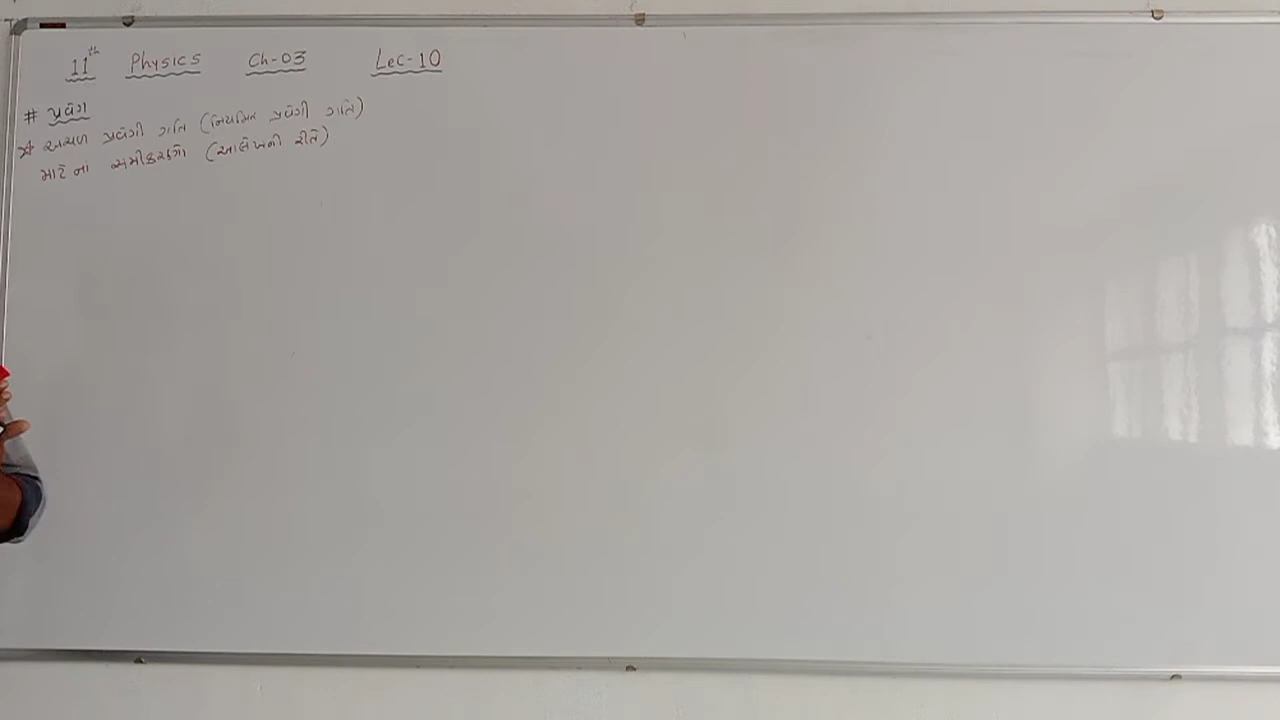 11th Physics Ch-03 Lec-10
# પ્રવેગ
* અચળ પ્રવેગી ગતિ (નિયમિત પ્રવેગી ગતિ)
માટેનાં સમીકરણો (આલેખની રીતે)